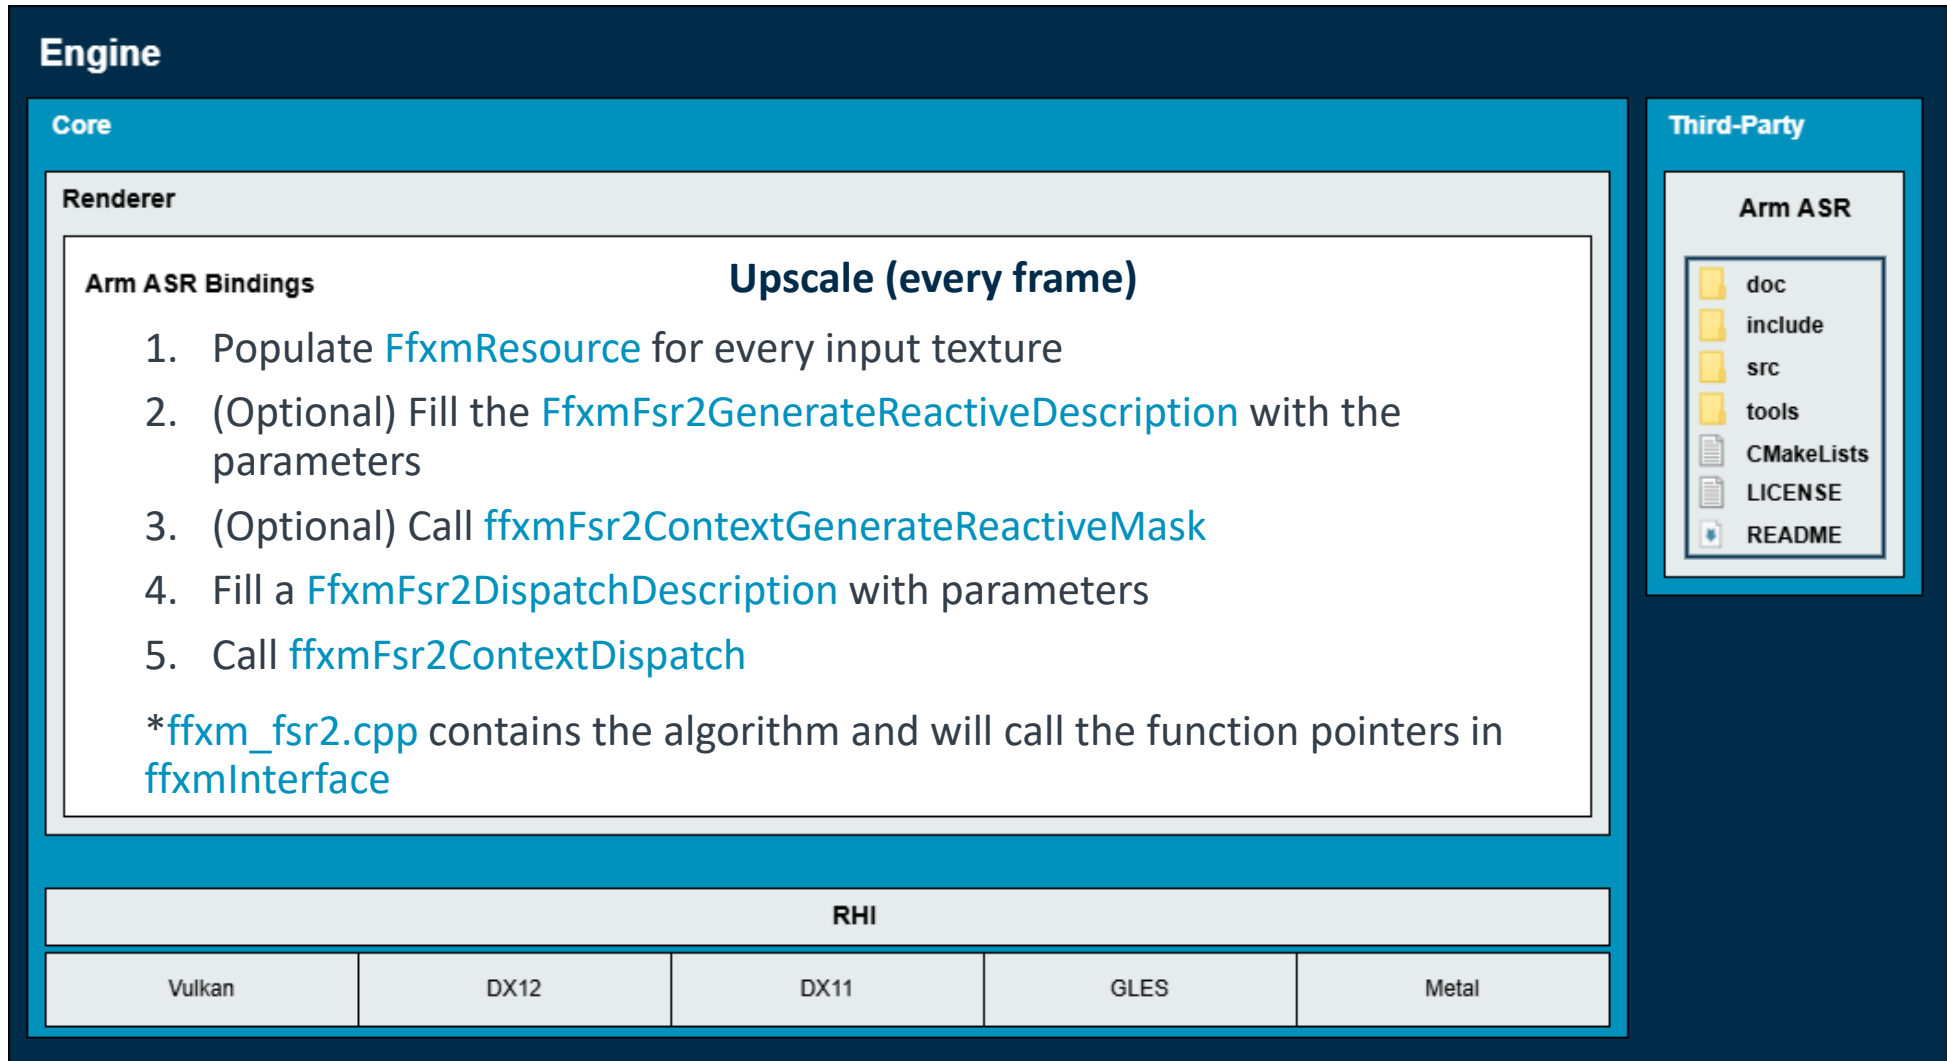 Engine
Core
Renderer
Arm ASR Bindings
Upscale (every frame)
1. Populate FfxmResource for every input texture
2. (Optional) Fill the FfxmFsr2GenerateReactiveDescription with the
parameters
3. (Optional) Call ffxmFsr2ContextGenerateReactiveMask
4. Fill a FfxmFsr2DispatchDescription with parameters
5. Call ffxmFsr2ContextDispatch
*ffxm_fsr2.cpp contains the algorithm and will call the function pointers in
ffxmInterface
RHI
Vulkan
DX12
DX11
GLES
Metal
Third-Party
Arm ASR
doc
include
src
tools
CMakeLists
LICENSE
README